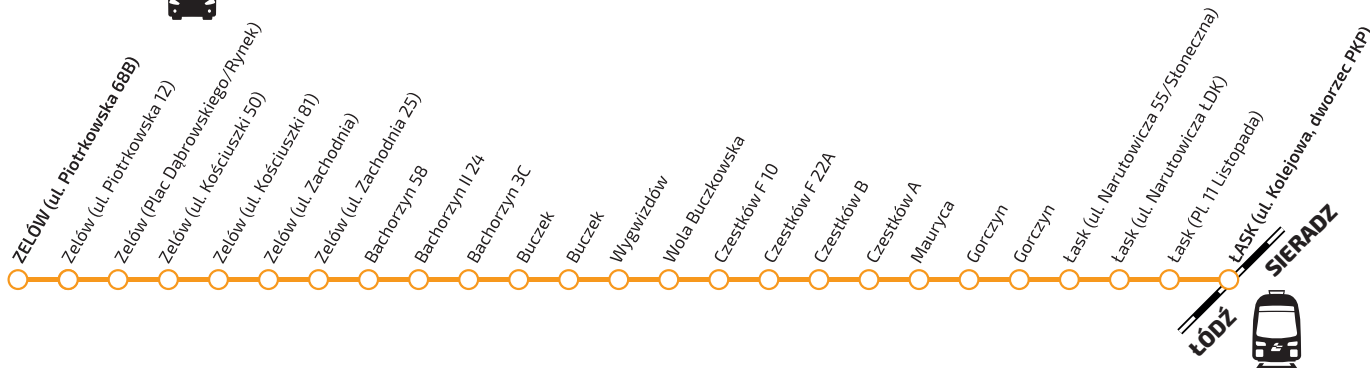 ZELÓW (ul. Piotrkowska 68B)
Zelów (ul. Piotrkowska 12)
Zelów (Plac Dąbrowskiego/Rynek)
Zelów (ul. Kościuszki 50)
Zelów (ul. Kościuszki 81)
Zelów (ul. Zachodnia)
Zelów (ul. Zachodnia 25)
Bachorzyn 58
Bachorzyn II 24
Bachorzyn 3C
Buczek
Buczek
Wygwizdów
Wola Buczkowska
Czestków F 10
Czestków F 22A
Czestków B
Czestków A
Mauryca
Gorczyn
Gorczyn
Łask (ul. Narutowicza 55/Słoneczna)
Łask (ul. Narutowicza ŁDK)
Łask (Pl. 11 Listopada)
ŁASK (ul. Kolejowa, dworzec PKP)
SIERADZ
ŁÓDŹ